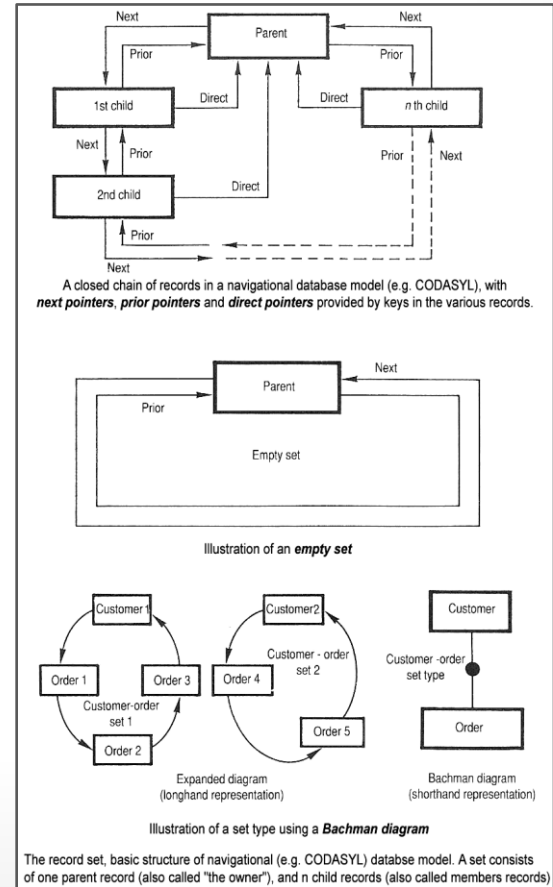 Next
Parent
Next
Prior
Prior
1st child
Direct
Direct
n th child
Next
Prior
Prior
Next
2nd child
Direct
Prior
Next
A closed chain of records in a navigational database model (e.g. CODASYL), with
next pointers, prior pointers and direct pointers provided by keys in the various records.
Parent
Next
Prior
Empty set
Illustration of an empty set
Customer 1
Customer2
Customer
Order 1
Order 3
Customer-order
set 1
Order 2
Order 4
Customer - order
set 2
Order 5
Customer -order
set type
Order
Expanded diagram
(longhand representation)
Bachman diagram
(shorthand representation)
Illustration of a set type using a Bachman diagram
The record set, basic structure of navigational (e.g. CODASYL) databse model. A set consists
of one parent record (also called "the owner"), and n child records (also called members records)